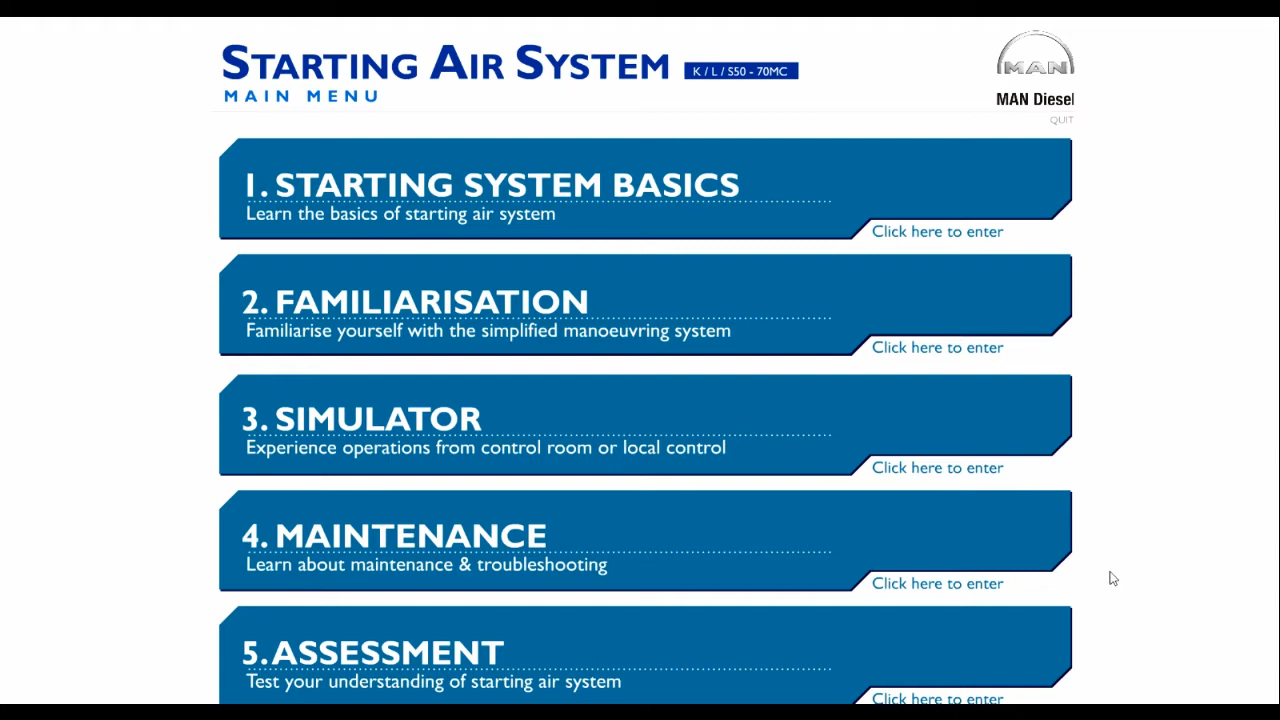 STARTING AIR SYSTEM K / L / S50 - 70MC
MAIN MENU
MAN
MAN Diesel
QUIT
1. STARTING SYSTEM BASICS
Learn the basics of starting air system
Click here to enter
2. FAMILIARISATION
Familiarise yourself with the simplified manoeuvring system
Click here to enter
3. SIMULATOR
Experience operations from control room or local control
Click here to enter
4. MAINTENANCE
Learn about maintenance & troubleshooting
Click here to enter
5. ASSESSMENT
Test your understanding of starting air system
Click here to enter